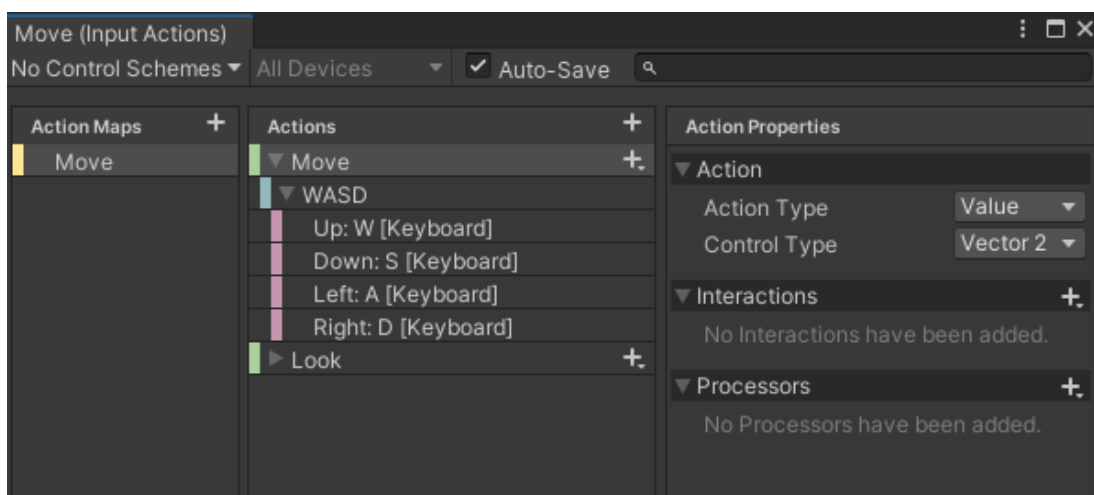 Move (Input Actions)
No Control Schemes All Devices Auto-Save
Action Maps
Move
Actions
Move
WASD
Up: W [Keyboard]
Down: S [Keyboard]
Left: A [Keyboard]
Right: D [Keyboard]
Look
Action Properties
Action
Action Type Value
Control Type Vector 2
Interactions
No Interactions have been added.
Processors
No Processors have been added.